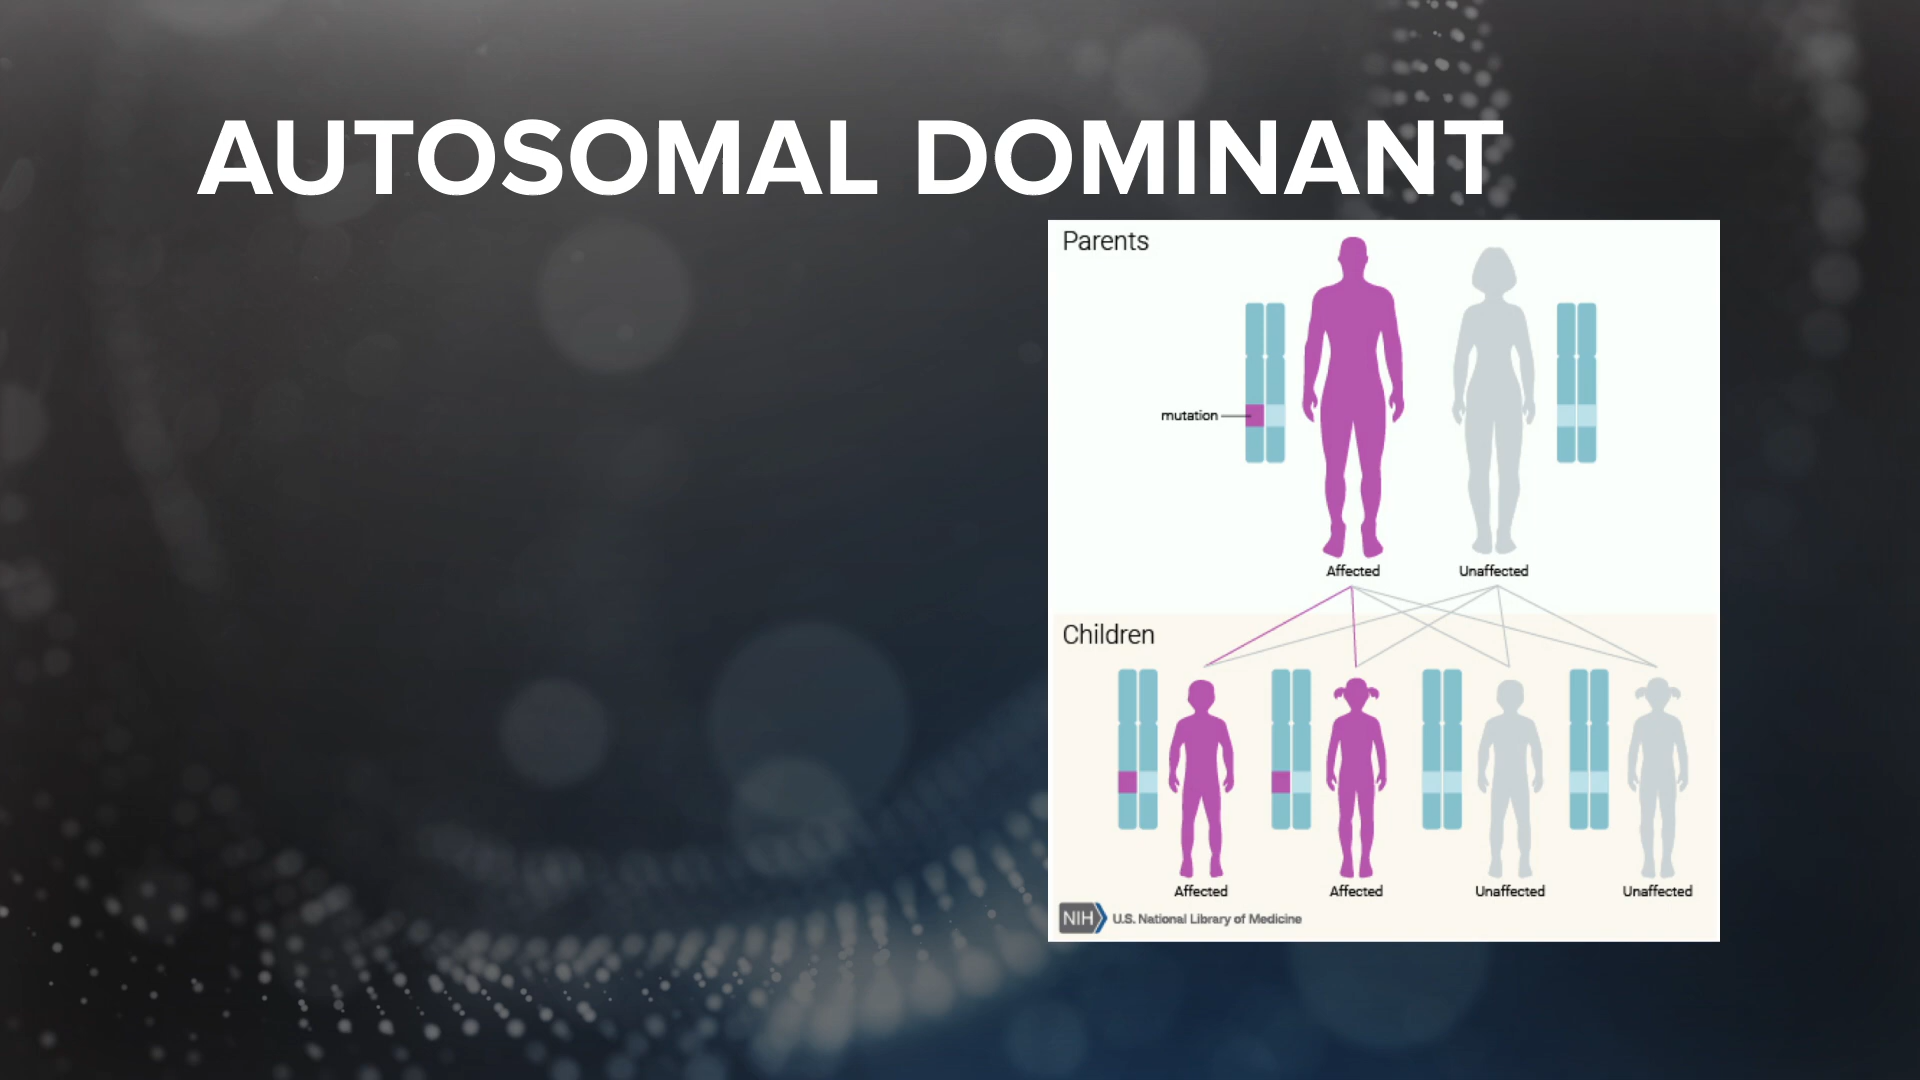 AUTOSOMAL DOMINANT
Parents
mutation
Affected Unaffected
Children
Affected Affected Unaffected Unaffected
NIH U.S. National Library of Medicine